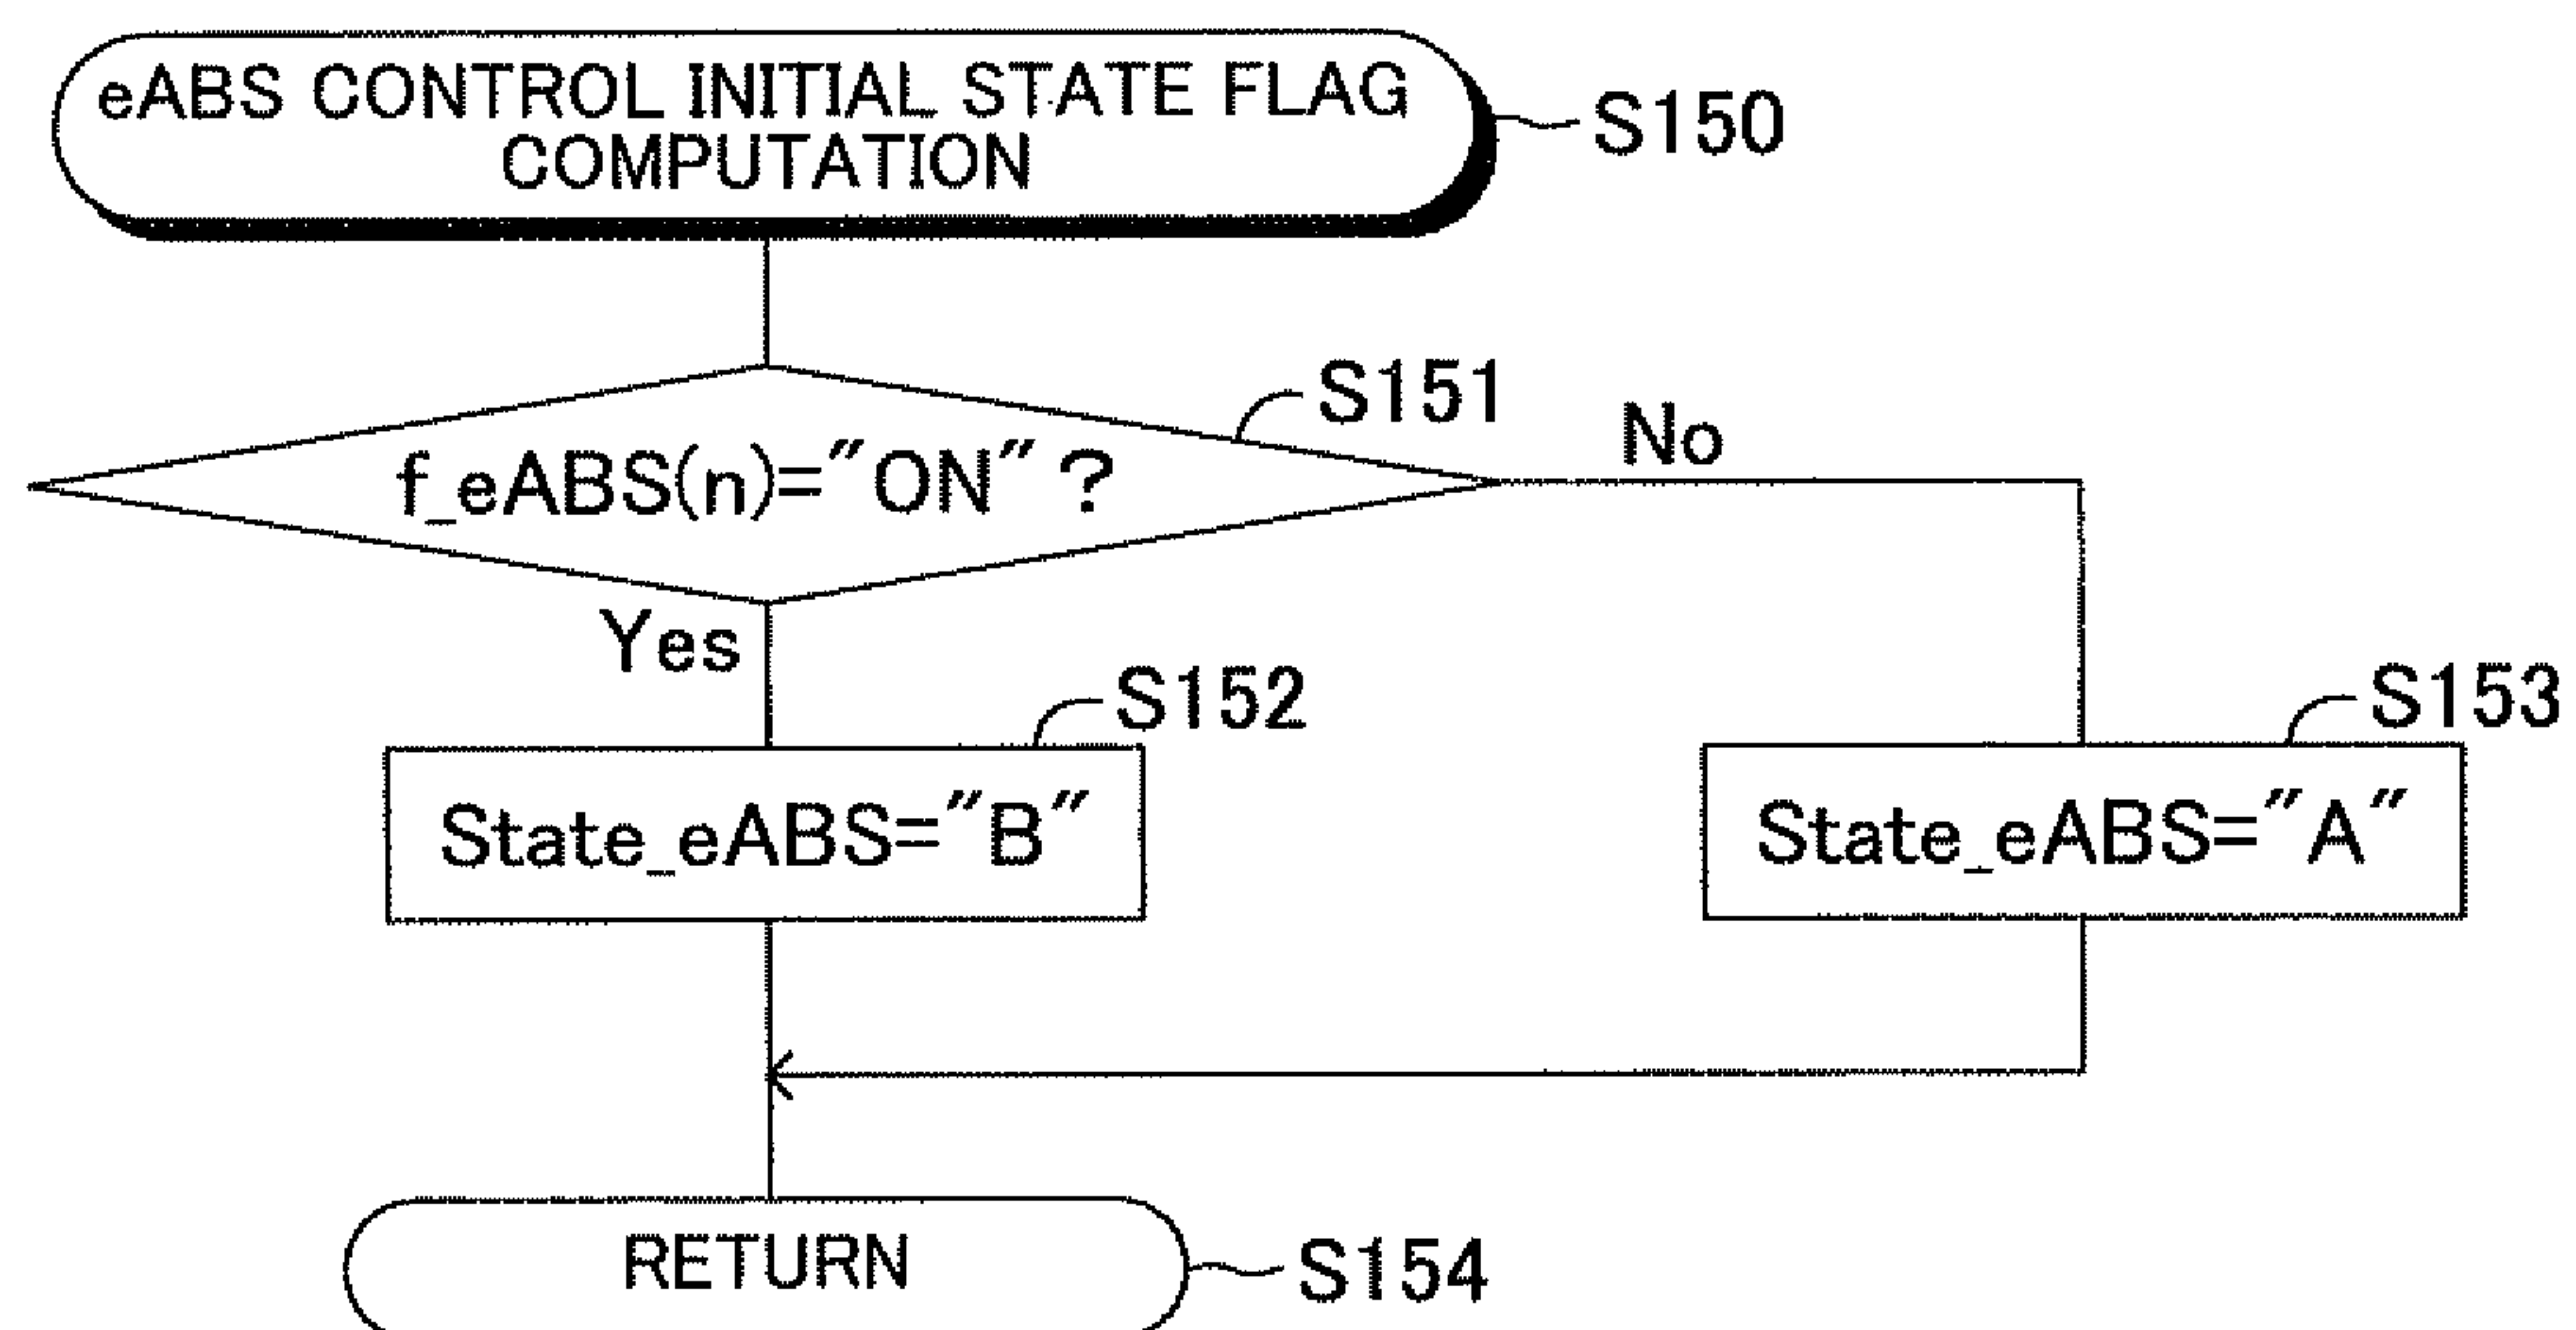 eABS CONTROL INITIAL STATE FLAG
COMPUTATION
S150
S151
f_eABS(n)="ON"?
No
Yes
S152
State_eABS="B"
S153
State_eABS="A"
RETURN
S154